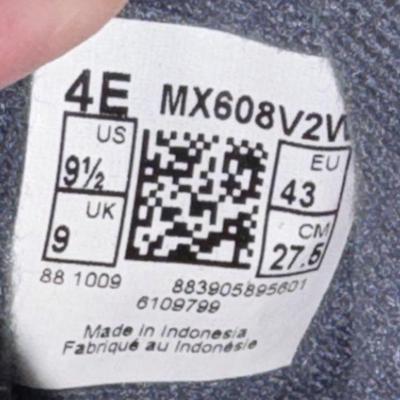 4E MX608V2W
US 9½ EU 43
UK 9 CM 27.5
88 1009 883905895601
6109799
Made in Indonesia
Fabriqué au Indonésie